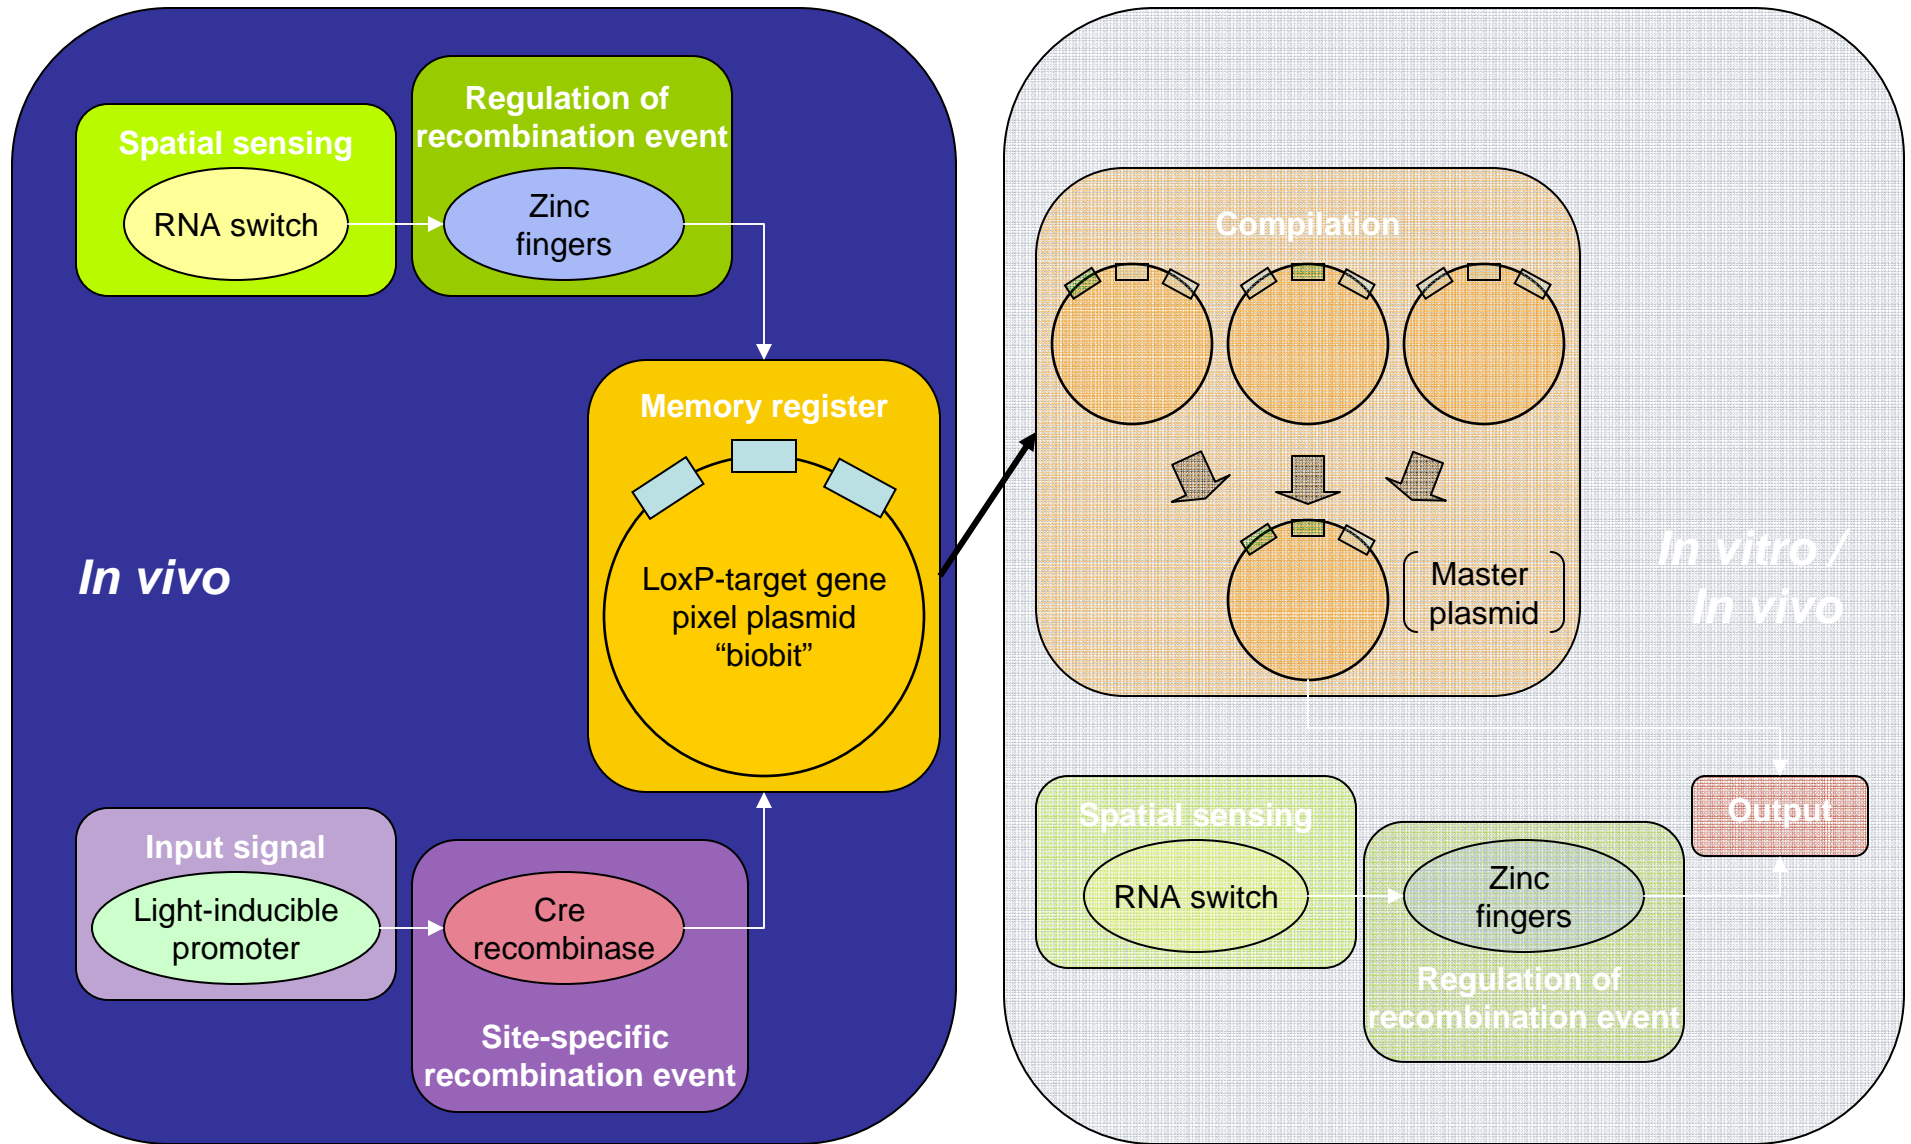 Spatial sensing
RNA switch
Regulation of
recombination event
Zinc
fingers
Memory register
LoxP-target gene
pixel plasmid
“biobit”
In vivo
Input signal
Light-inducible
promoter
Cre
recombinase
Site-specific
recombination event
Compilation
Master
plasmid
In vitro /
In vivo
Spatial sensing
RNA switch
Zinc
fingers
Regulation of
recombination event
Output